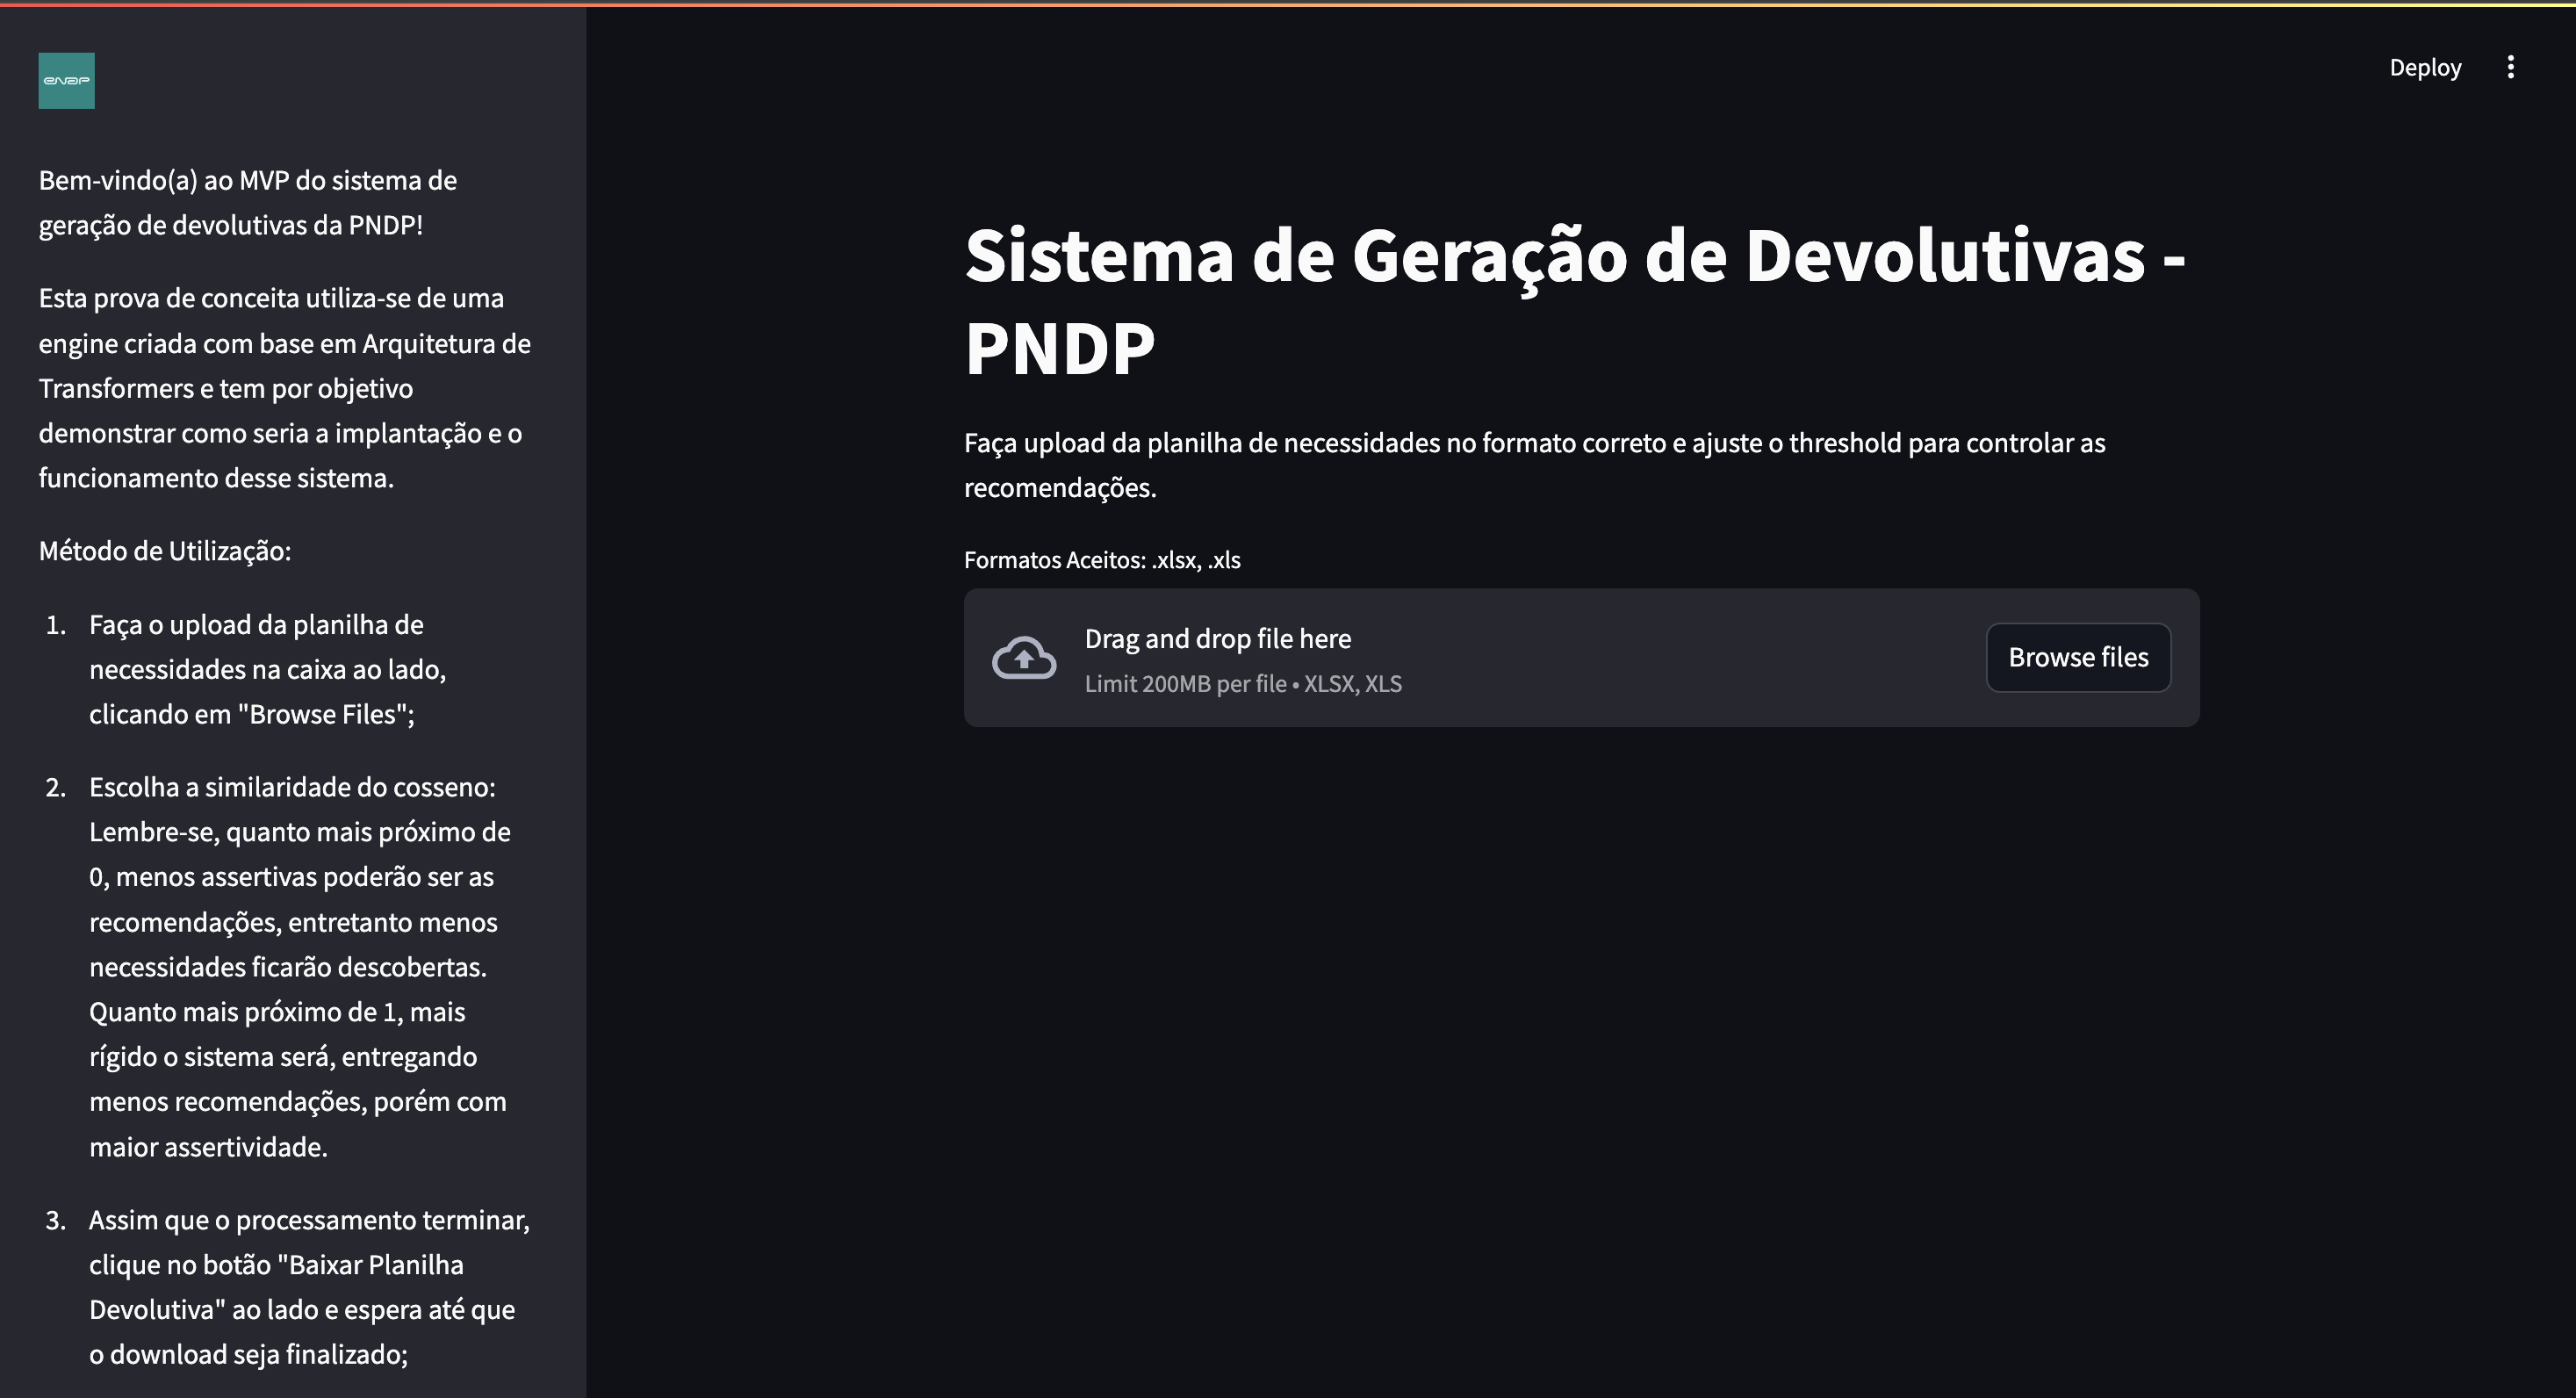 enap
Bem-vindo(a) ao MVP do sistema de
geração de devolutivas da PNDP!
Esta prova de conceita utiliza-se de uma
engine criada com base em Arquitetura de
Transformers e tem por objetivo
demonstrar como seria a implantação e o
funcionamento desse sistema.
Método de Utilização:
1. Faça o upload da planilha de
necessidades na caixa ao lado,
clicando em "Browse Files";
2. Escolha a similaridade do cosseno:
Lembre-se, quanto mais próximo de
0, menos assertivas poderão ser as
recomendações, entretanto menos
necessidades ficarão descobertas.
Quanto mais próximo de 1, mais
rígido o sistema será, entregando
menos recomendações, porém com
maior assertividade.
3. Assim que o processamento terminar,
clique no botão "Baixar Planilha
Devolutiva" ao lado e espera até que
o download seja finalizado;
Deploy
Sistema de Geração de Devolutivas -
PNDP
Faça upload da planilha de necessidades no formato correto e ajuste o threshold para controlar as
recomendações.
Formatos Aceitos: .xlsx, .xls
Drag and drop file here
Limit 200MB per file • XLSX, XLS
Browse files